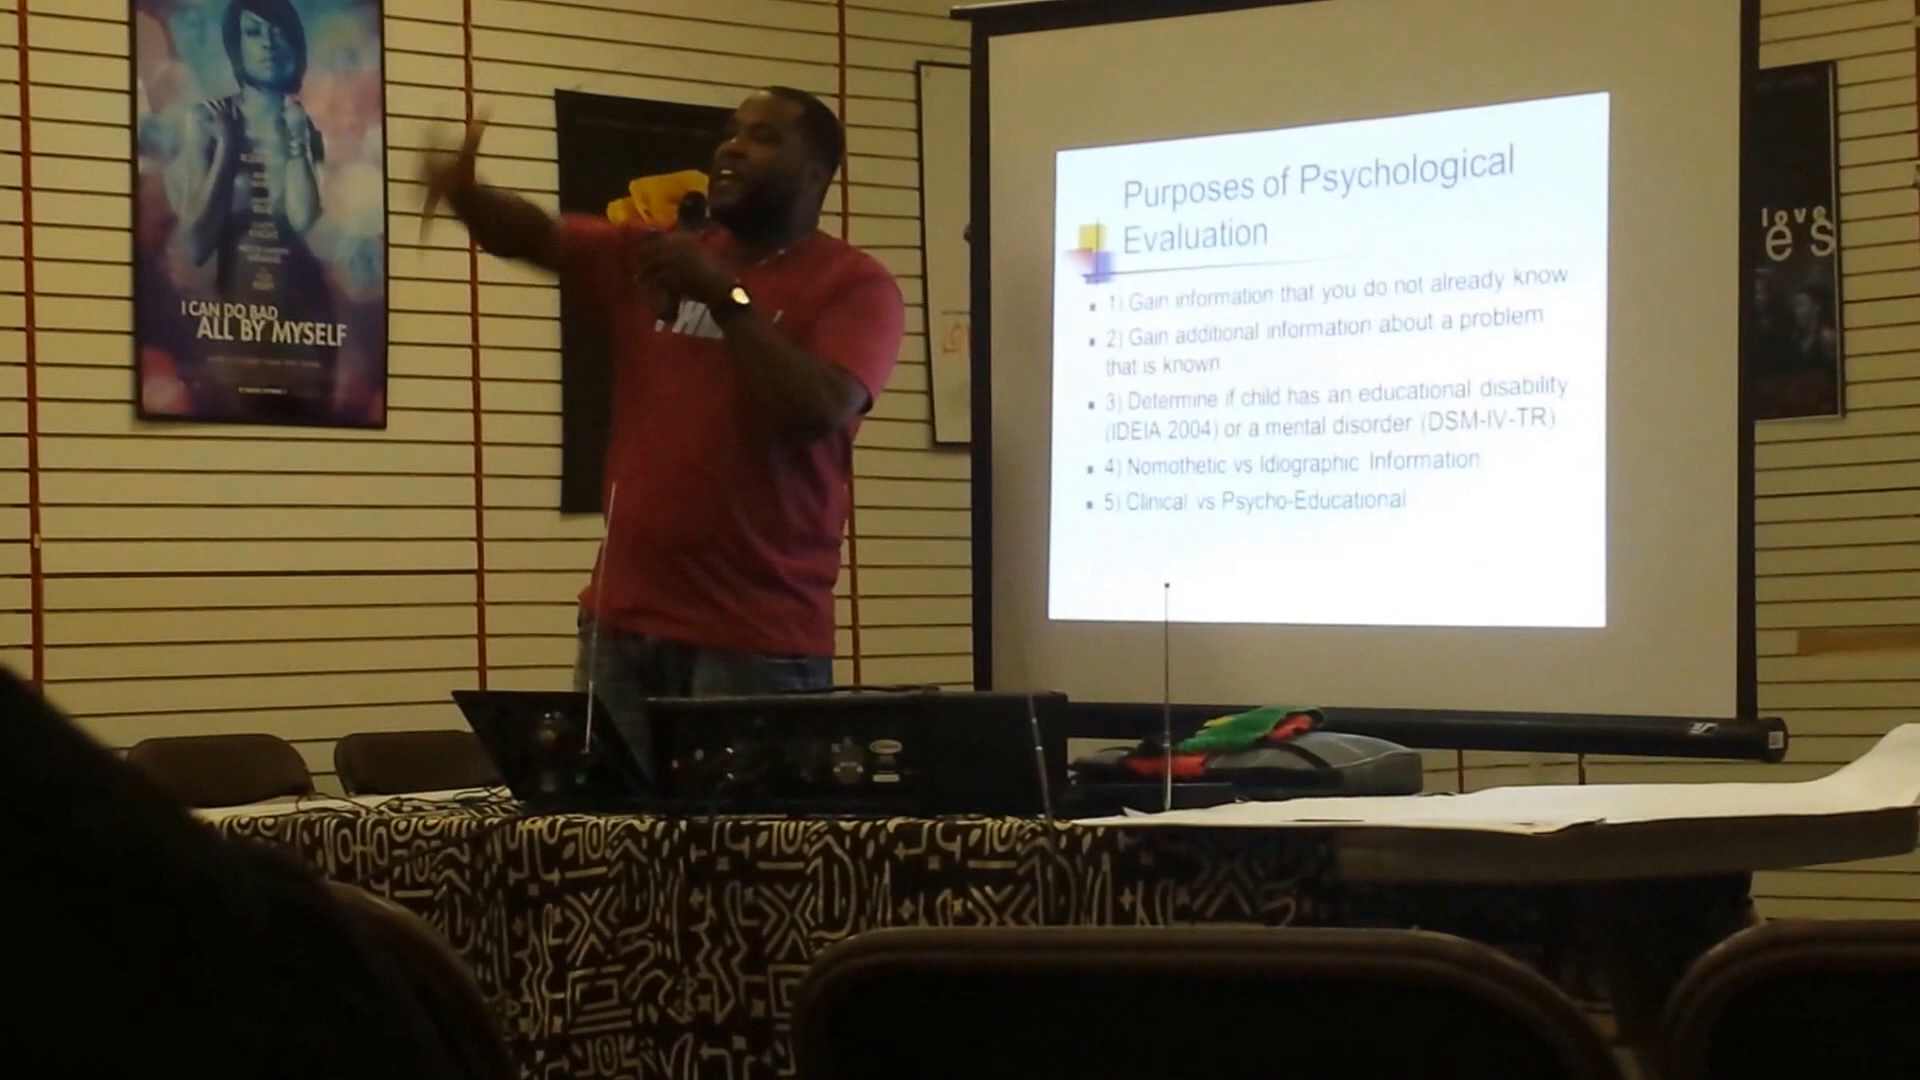 I CAN DO BAD
ALL BY MYSELF
Purposes of Psychological
Evaluation
1) Gain information that you do not already know
2) Gain additional information about a problem
that is known
3) Determine if child has an educational disability
(IDEIA 2004) or a mental disorder (DSM-IV-TR)
4) Nomothetic vs Idiographic Information
5) Clinical vs Psycho-Educational